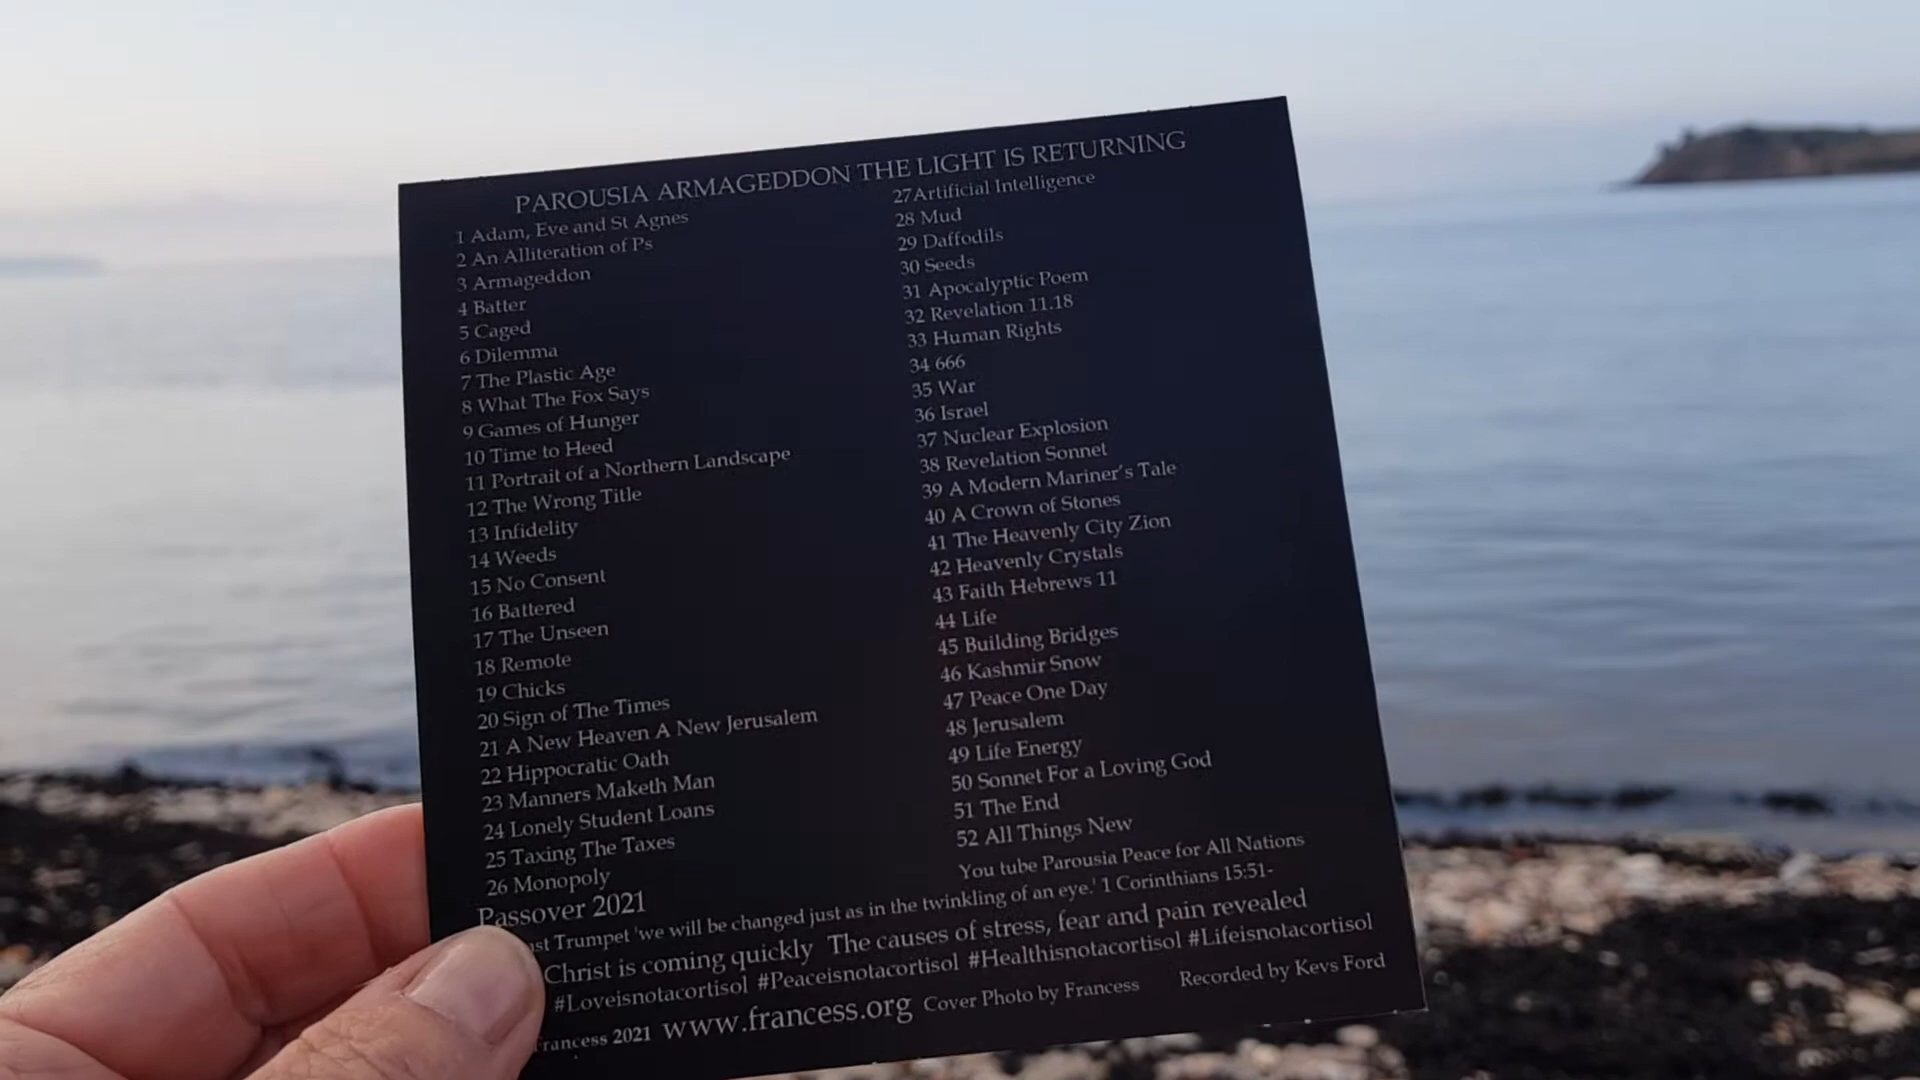 PAROUSIA ARMAGEDDON THE LIGHT IS RETURNING
1 Adam, Eve and St Agnes
2 An Alliteration of Ps
3 Armageddon
4 Batter
5 Caged
6 Dilemma
7 The Plastic Age
8 What The Fox Says
9 Games of Hunger
10 Time to Heed
11 Portrait of a Northern Landscape
12 The Wrong Title
13 Infidelity
14 Weeds
15 No Consent
16 Battered
17 The Unseen
18 Remote
19 Chicks
20 Sign of The Times
21 A New Heaven A New Jerusalem
22 Hippocratic Oath
23 Manners Maketh Man
24 Lonely Student Loans
25 Taxing The Taxes
26 Monopoly
27Artificial Intelligence
28 Mud
29 Daffodils
30 Seeds
31 Apocalyptic Poem
32 Revelation 11.18
33 Human Rights
34 666
35 War
36 Israel
37 Nuclear Explosion
38 Revelation Sonnet
39 A Modern Mariner's Tale
40 A Crown of Stones
41 The Heavenly City Zion
42 Heavenly Crystals
43 Faith Hebrews 11
44 Life
45 Building Bridges
46 Kashmir Snow
47 Peace One Day
48 Jerusalem
49 Life Energy
50 Sonnet For a Loving God
51 The End
52 All Things New
You tube Parousia Peace for All Nations
Passover 2021
Trumpet 'we will be changed just as in the twinkling of an eye.' 1 Corinthians 15:51-
Christ is coming quickly The causes of stress, fear and pain revealed
#Loveisnotacortisol #Peaceisnotacortisol #Healthisnotacortisol #Lifeisnotacortisol
Francess 2021 www.francess.org Cover Photo by Francess Recorded by Kevs Ford